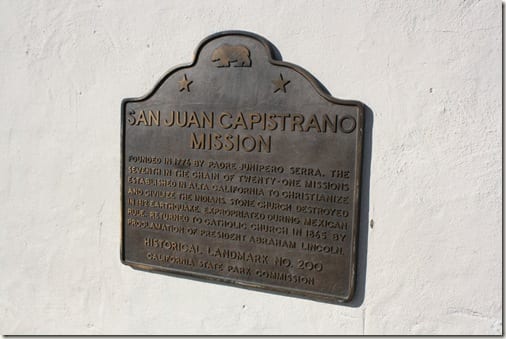 SAN JUAN CAPISTRANO
MISSION
FOUNDED IN 1776 BY PADRE JUNIPERO SERRA, THE
SEVENTH IN THE CHAIN OF TWENTY-ONE MISSIONS
ESTABLISHED IN ALTA CALIFORNIA TO CHRISTIANIZE
AND CIVILIZE THE INDIANS. STONE CHURCH DESTROYED
IN 1812 EARTHQUAKE. EXPROPRIATED DURING MEXICAN
RULE. RETURNED TO CATHOLIC CHURCH IN 1865 BY
PROCLAMATION OF PRESIDENT ABRAHAM LINCOLN.
HISTORICAL LANDMARK NO. 200
CALIFORNIA STATE PARK COMMISSION